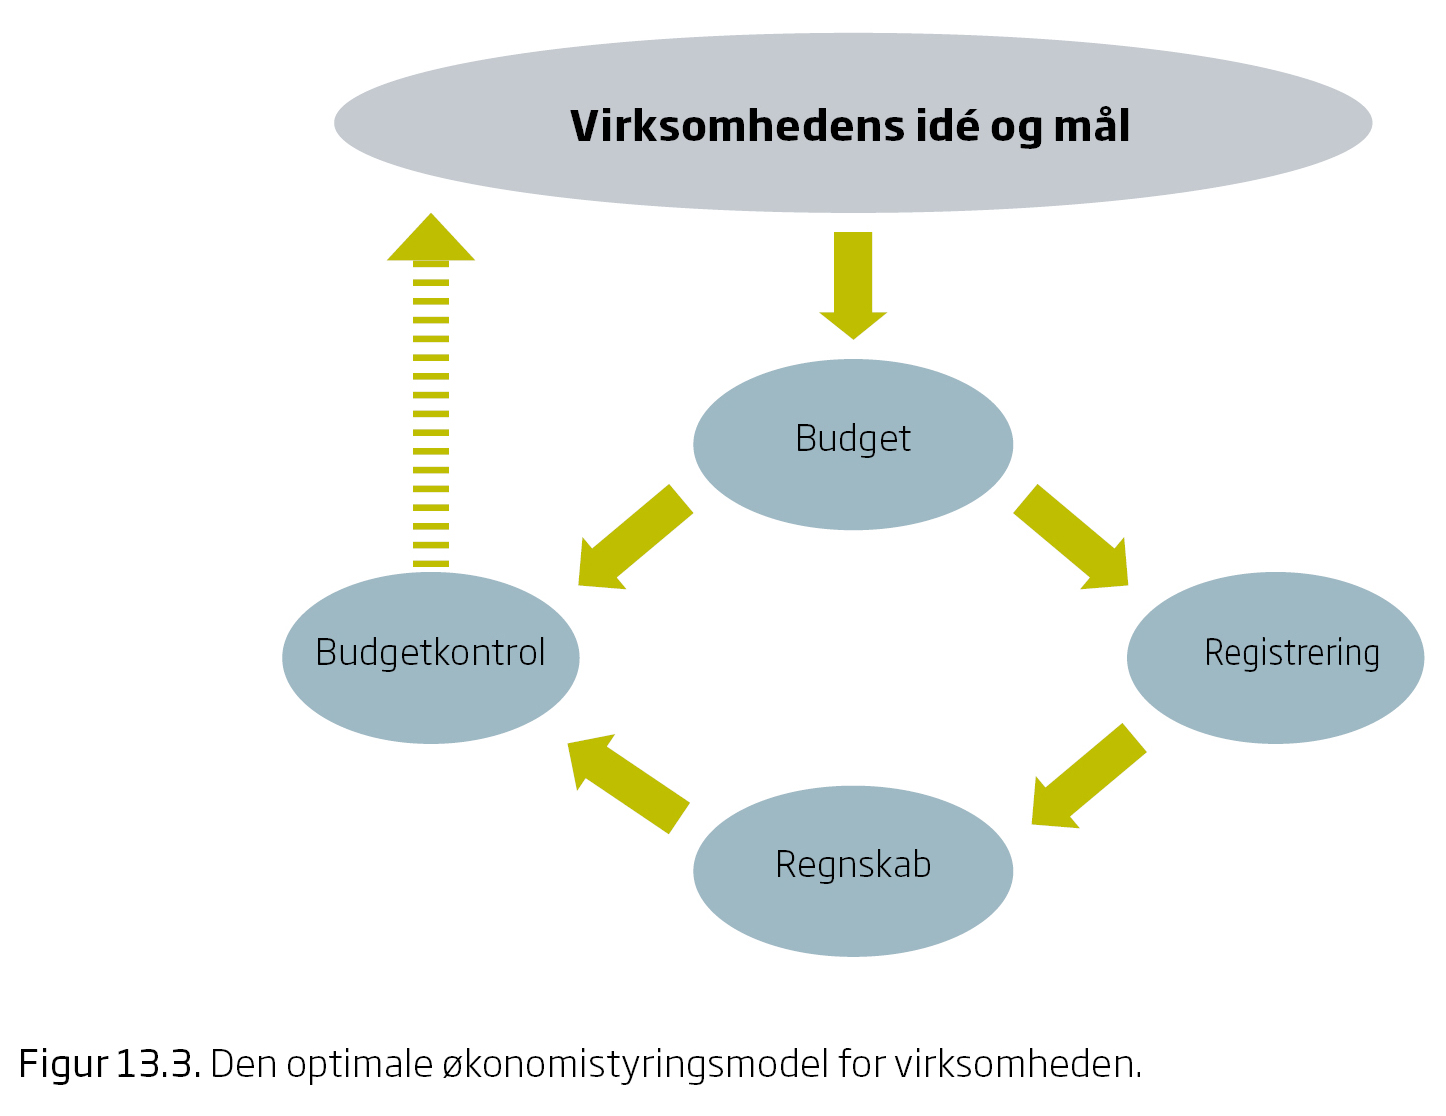 Virksomhedens idé og mål
Budget
Budgetkontrol
Registrering
Regnskab
Figur 13.3. Den optimale økonomistyringsmodel for virksomheden.